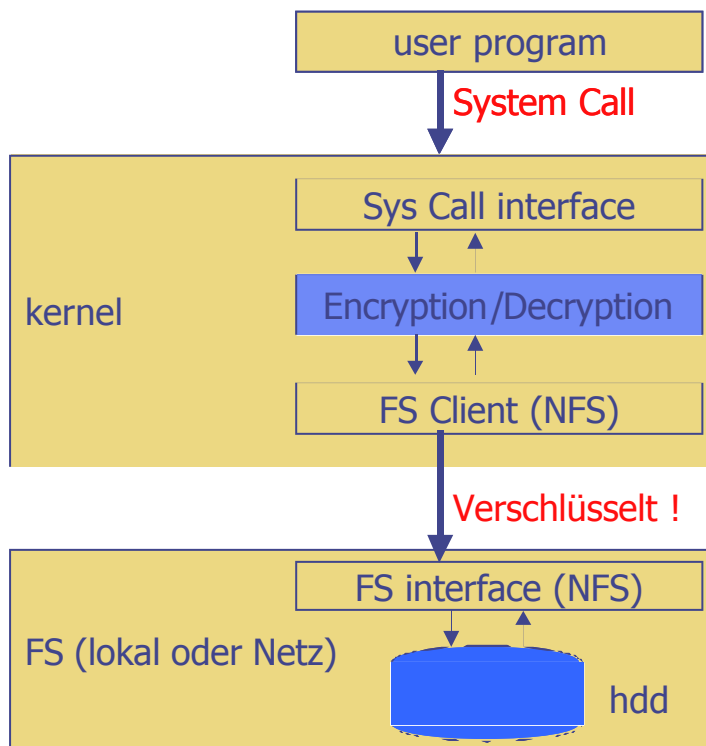 user program
System Call
Sys Call interface
kernel
Encryption/Decryption
FS Client (NFS)
Verschlüsselt !
FS interface (NFS)
FS (lokal oder Netz)
hdd